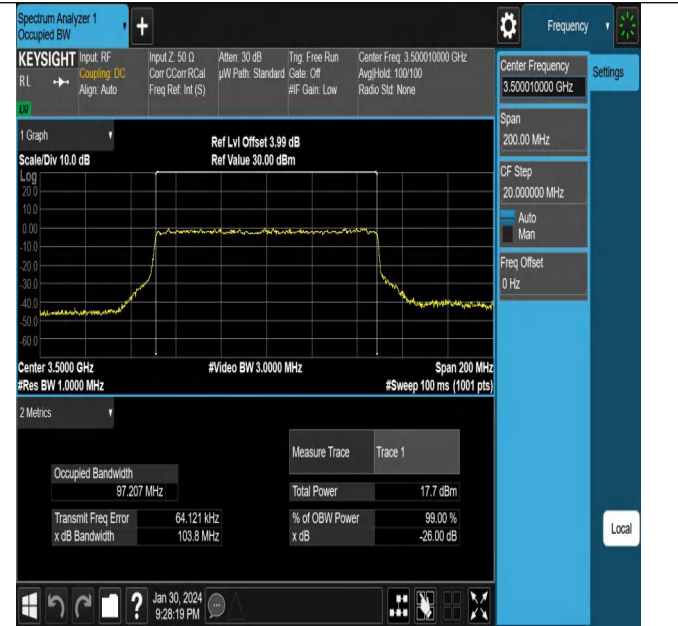 Spectrum Analyzer 1
Occupied BW
Frequency
KEYSIGHT
RL
Input: RF
Coupling: DC
Align: Auto
Input Z: 50 Ω
Corr CCorr RCal
Freq Ref: Int (S)
Atten: 30 dB
µW Path: Standard
Trig: Free Run
Gate: Off
#IF Gain: Low
Center Freq: 3.500010000 GHz
Avg|Hold: 100/100
Radio Std: None
Center Frequency
3.500010000 GHz
Settings
Span
200.00 MHz
CF Step
20.000000 MHz
Auto
Man
Freq Offset
0 Hz
Local
1 Graph
Scale/Div 10.0 dB
Ref Lvl Offset 3.99 dB
Ref Value 30.00 dBm
Log
20.0
10.0
0.00
-10.0
-20.0
-30.0
-40.0
-50.0
-60.0
Center 3.5000 GHz
#Video BW 3.0000 MHz
Span 200 MHz
#Res BW 1.0000 MHz
#Sweep 100 ms (1001 pts)
2 Metrics
Measure Trace
Trace 1
Occupied Bandwidth
97.207 MHz
Total Power
17.7 dBm
Transmit Freq Error
64.121 kHz
% of OBW Power
99.00 %
x dB Bandwidth
103.8 MHz
x dB
-26.00 dB
?
Jan 30, 2024
9:28:19 PM